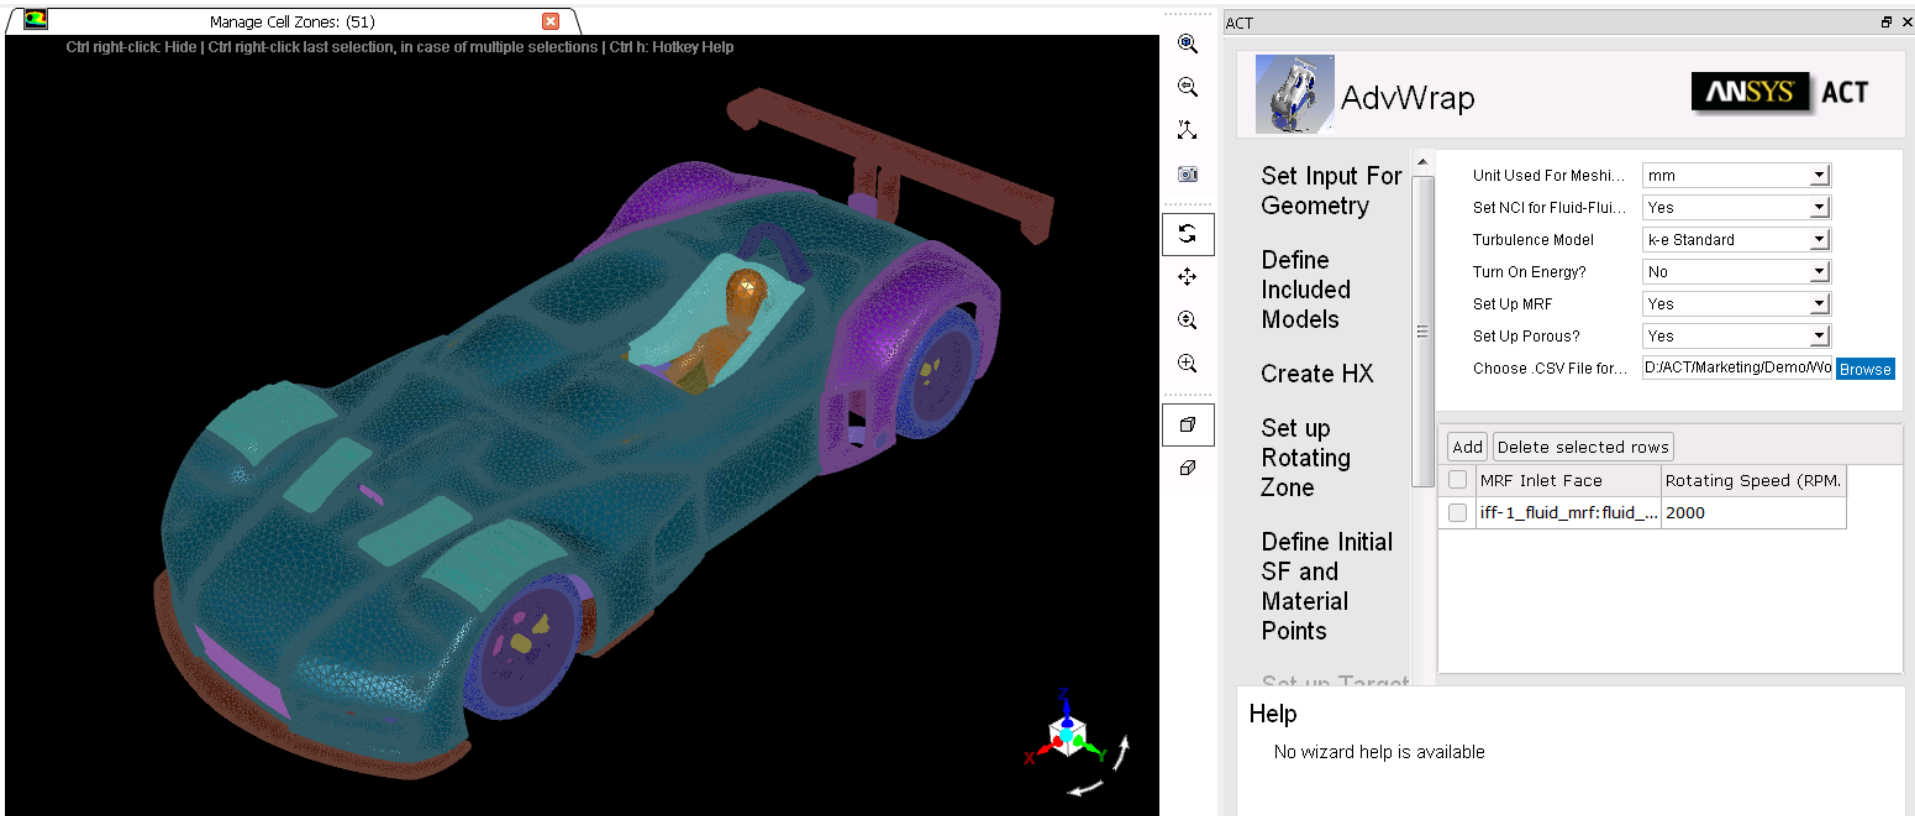 Manage Cell Zones: (51)
Ctrl right-click: Hide | Ctrl right-click last selection, in case of multiple selections | Ctrl h: Hotkey Help
Z
X
Y
ACT
AdvWrap
ANSYS ACT
Set Input For
Geometry
Define
Included
Models
Create HX
Set up
Rotating
Zone
Define Initial
SF and
Material
Points
Set up Target
Unit Used For Meshi... mm
Set NCI for Fluid-Flui... Yes
Turbulence Model k-e Standard
Turn On Energy? No
Set Up MRF Yes
Set Up Porous? Yes
Choose .CSV File for... D:/ACT/Marketing/Demo/Wo Browse
Add Delete selected rows
MRF Inlet Face Rotating Speed (RPM.
iff-1_fluid_mrf:fluid_... 2000
Help
No wizard help is available